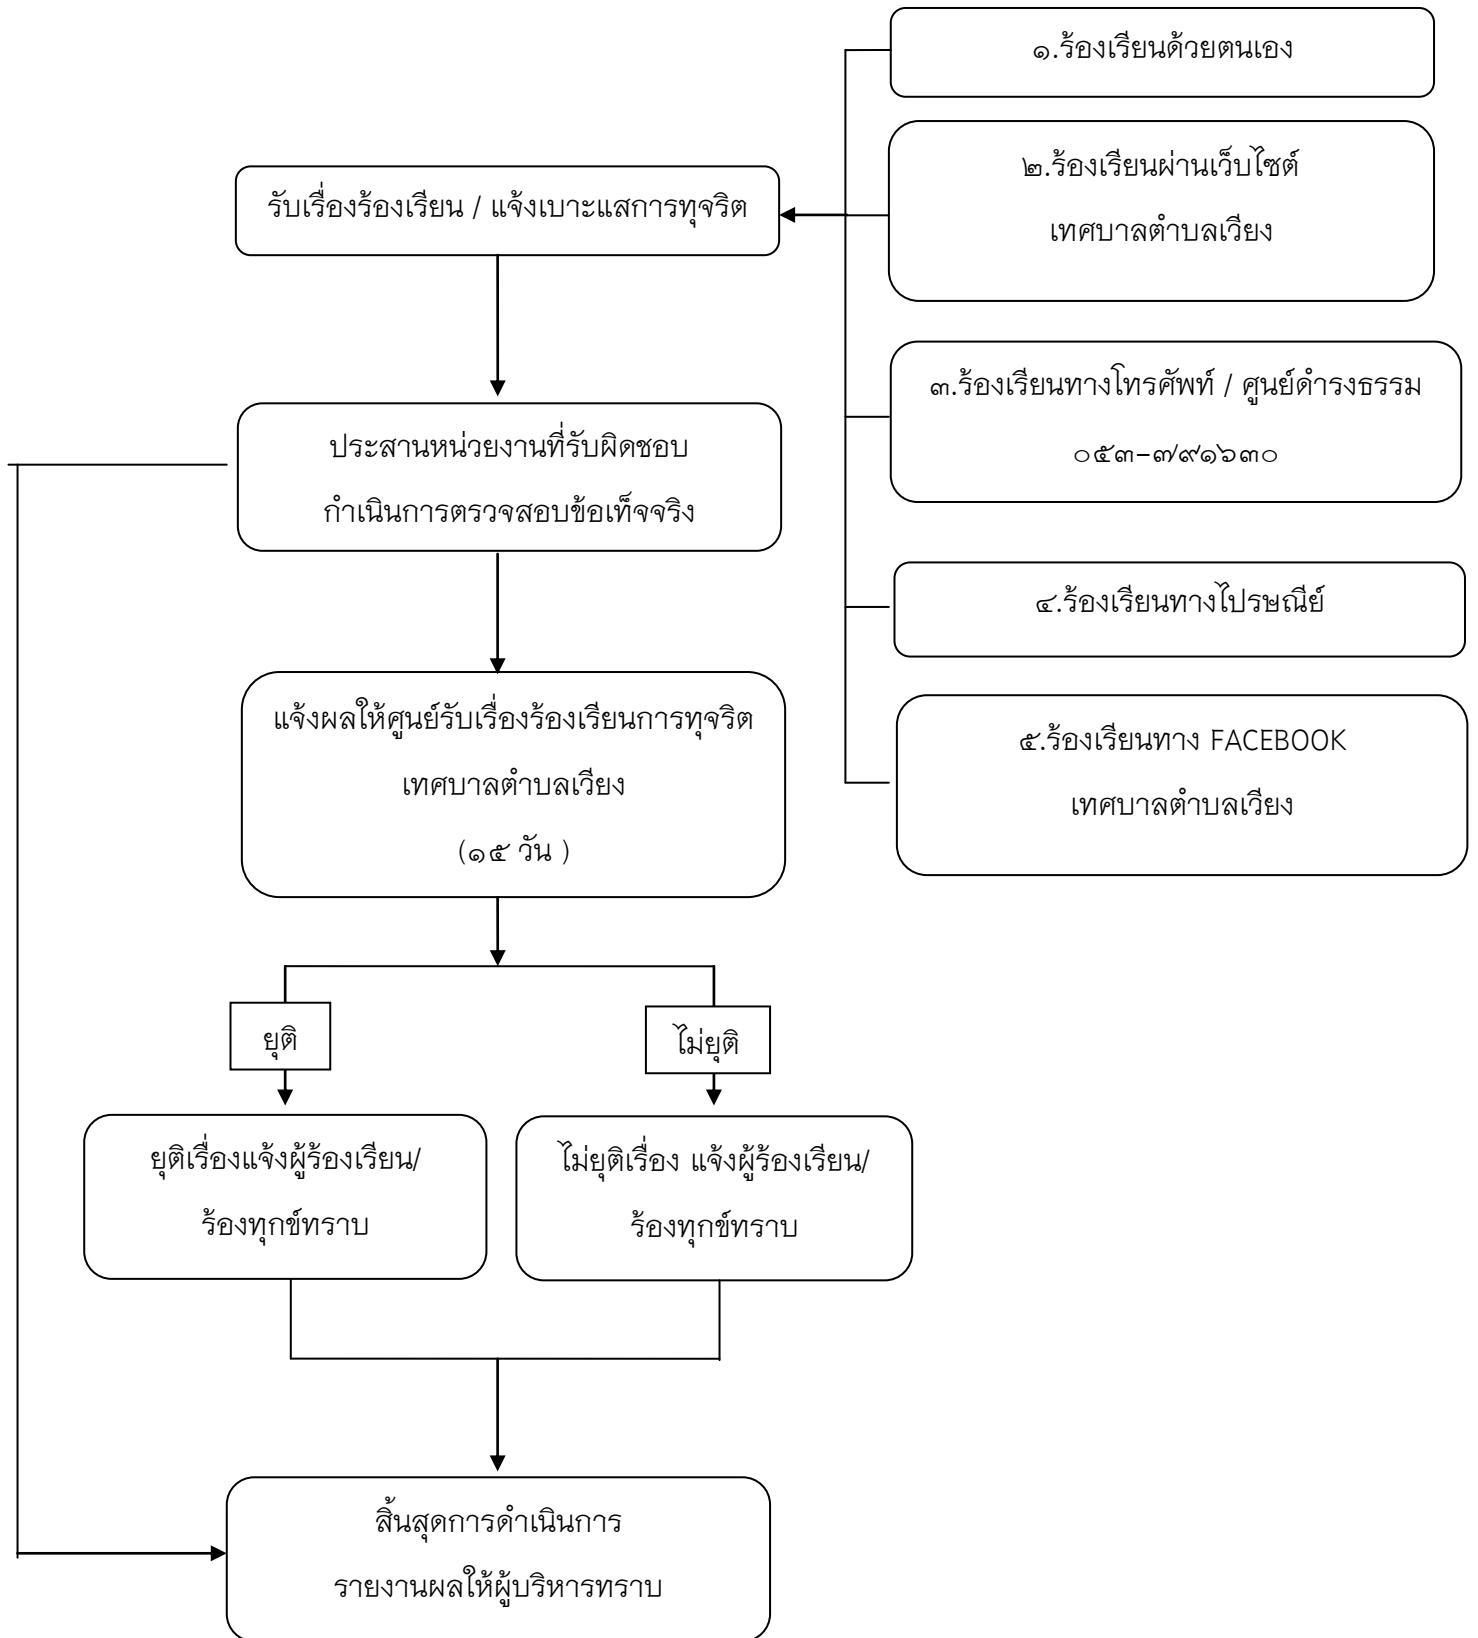 ๑.ร้องเรียนด้วยตนเอง
๒.ร้องเรียนผ่านเว็บไซต์
เทศบาลตำบลเวียง
รับเรื่องร้องเรียน / แจ้งเบาะแสการทุจริต
๓.ร้องเรียนทางโทรศัพท์ / ศูนย์ดำรงธรรม
๐๕๓-๗๙๑๖๓๐
ประสานหน่วยงานที่รับผิดชอบ
กำเนินการตรวจสอบข้อเท็จจริง
๔.ร้องเรียนทางไปรษณีย์
แจ้งผลให้ศูนย์รับเรื่องร้องเรียนการทุจริต
เทศบาลตำบลเวียง
(๑๕ วัน )
๕.ร้องเรียนทาง FACEBOOK
เทศบาลตำบลเวียง
ยุติ
ไม่ยุติ
ยุติเรื่องแจ้งผู้ร้องเรียน/
ร้องทุกข์ทราบ
ไม่ยุติเรื่อง แจ้งผู้ร้องเรียน/
ร้องทุกข์ทราบ
สิ้นสุดการดำเนินการ
รายงานผลให้ผู้บริหารทราบ